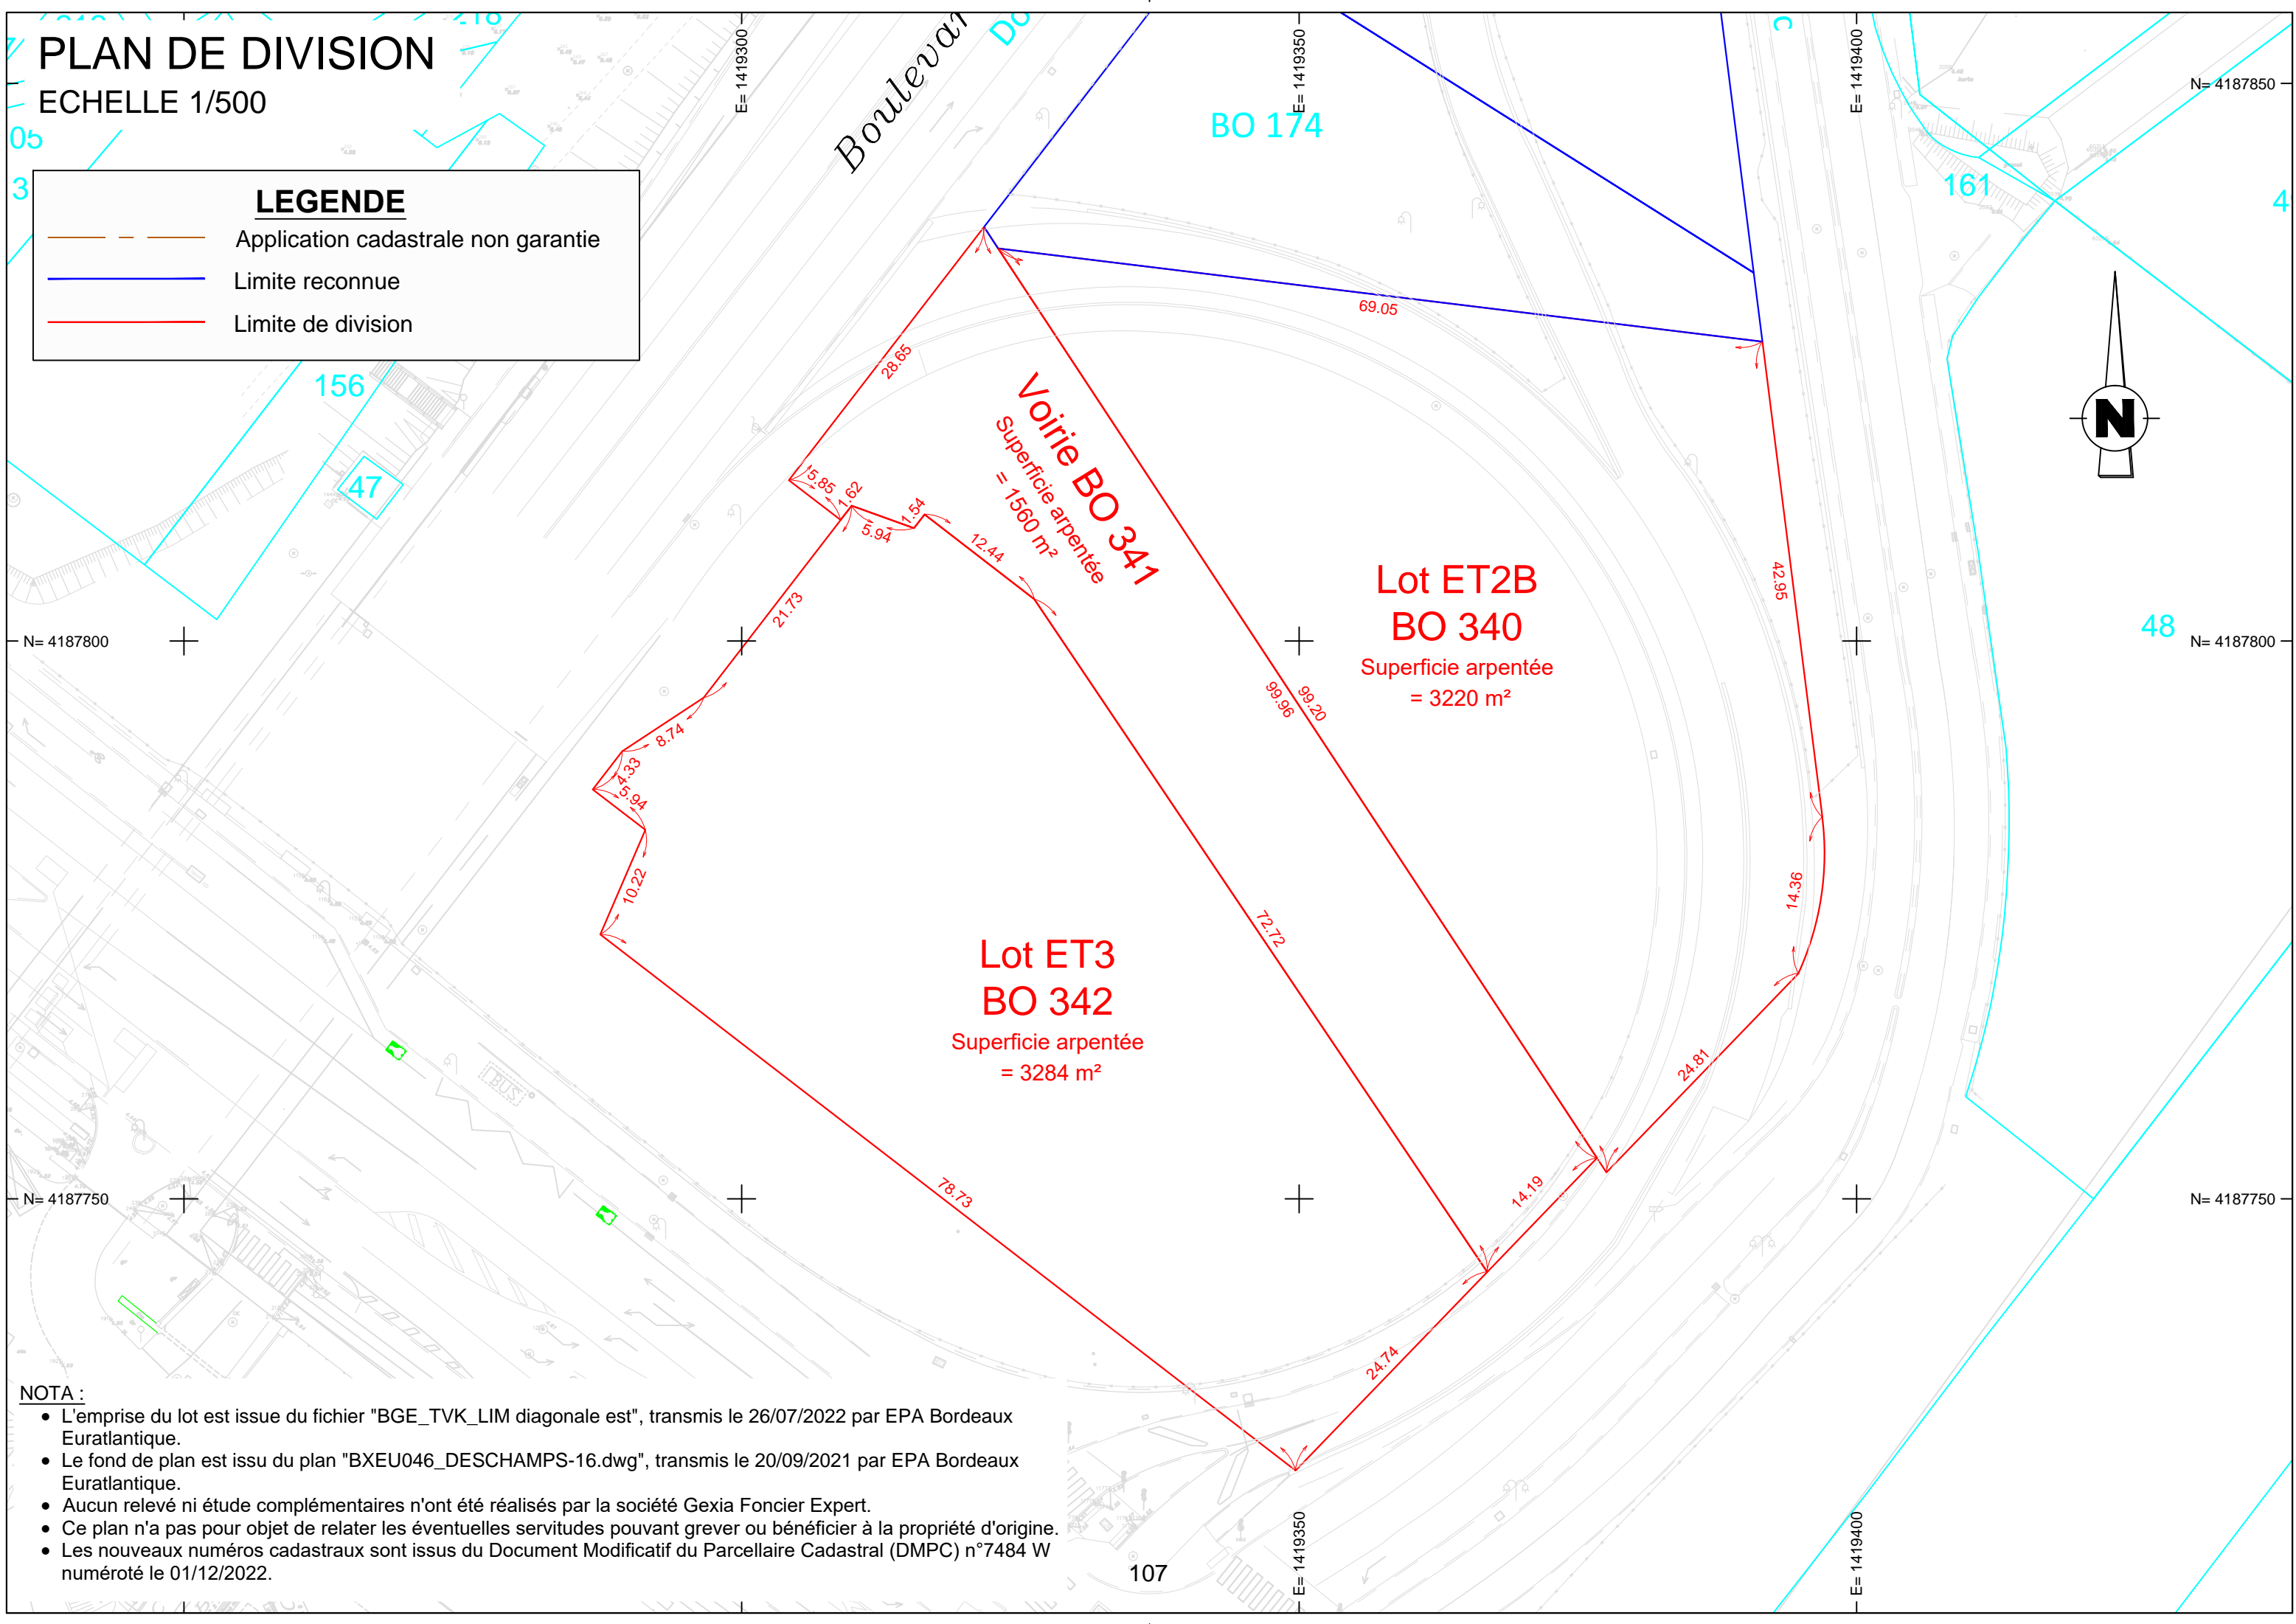 PLAN DE DIVISION
ECHELLE 1/500
LEGENDE
Application cadastrale non garantie
Limite reconnue
Limite de division
E= 1419300
E= 1419350
E= 1419400
N= 4187850
BO 174
161
05
3
4
156
47
48
69.05
28.65
5.85
1.62
5.94
1.54
12.44
21.73
8.74
4.33
5.94
10.22
Voirie BO 341
Superficie arpentée
= 1560 m²
Lot ET2B
BO 340
Superficie arpentée
= 3220 m²
42.95
99.20
99.96
72.72
14.36
24.81
14.19
24.74
78.73
N= 4187800
N= 4187800
Lot ET3
BO 342
Superficie arpentée
= 3284 m²
N= 4187750
N= 4187750
BUS
NOTA :
• L'emprise du lot est issue du fichier "BGE_TVK_LIM diagonale est", transmis le 26/07/2022 par EPA Bordeaux
Euratlantique.
• Le fond de plan est issu du plan "BXEU046_DESCHAMPS-16.dwg", transmis le 20/09/2021 par EPA Bordeaux
Euratlantique.
• Aucun relevé ni étude complémentaires n'ont été réalisés par la société Gexia Foncier Expert.
• Ce plan n'a pas pour objet de relater les éventuelles servitudes pouvant grever ou bénéficier à la propriété d'origine.
• Les nouveaux numéros cadastraux sont issus du Document Modificatif du Parcellaire Cadastral (DMPC) n°7484 W
numéroté le 01/12/2022.
107
E= 1419350
E= 1419400
N